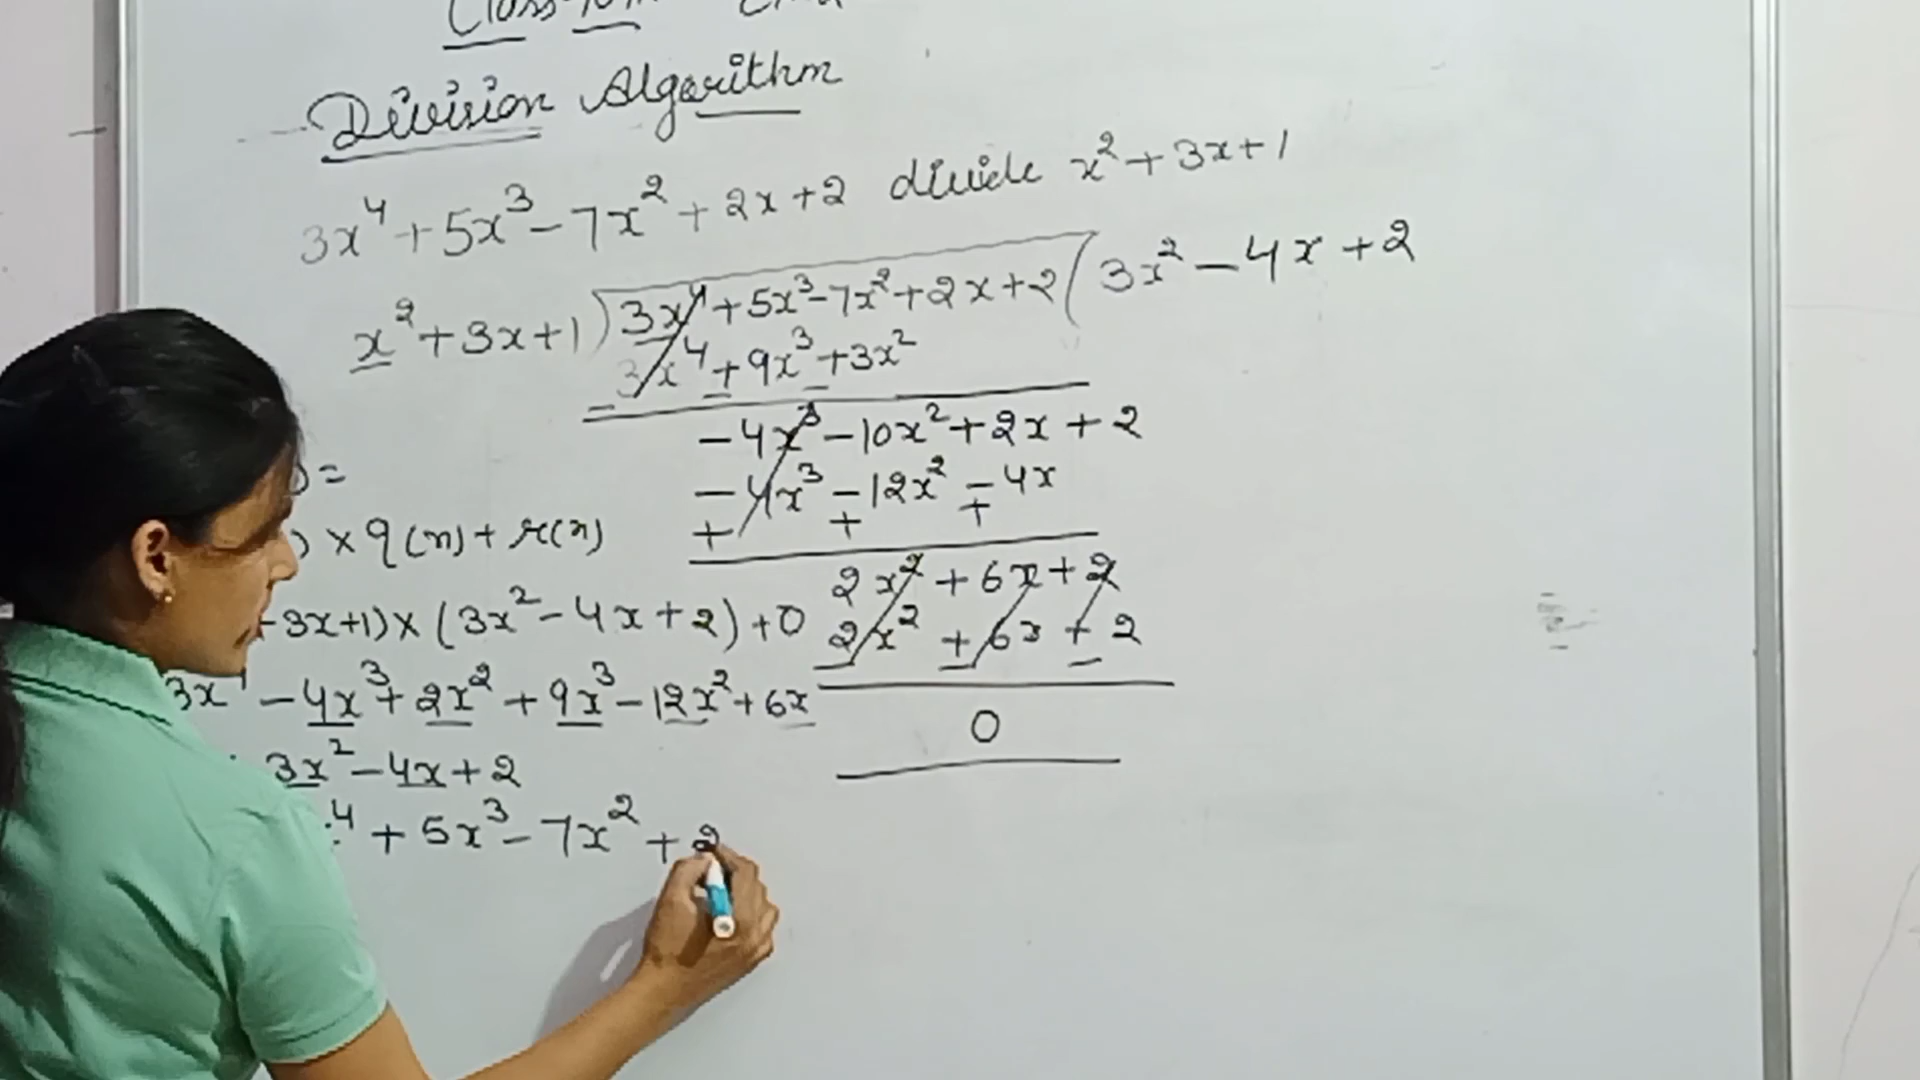 Division Algorithm
3x⁴ + 5x³ - 7x² + 2x + 2 divide x² + 3x + 1
x² + 3x + 1 ) 3x⁴ + 5x³ - 7x² + 2x + 2 ( 3x² - 4x + 2
3x⁴ + 9x³ + 3x²
- - -
-4x³ - 10x² + 2x + 2
-4x³ - 12x² - 4x
+ + +
2x² + 6x + 2
2x² + 6x + 2
- - -
0
) =
) × q(x) + r(x)
3x+1) × (3x² - 4x + 2) + 0
3x⁴ - 4x³ + 2x² + 9x³ - 12x² + 6x
3x² - 4x + 2
⁴ + 5x³ - 7x² + 2